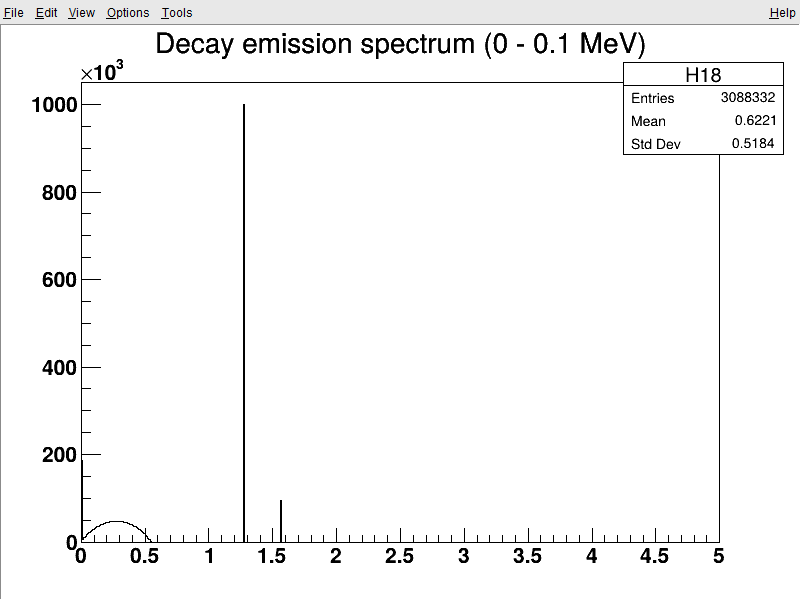 File Edit View Options Tools Help
Decay emission spectrum (0 - 0.1 MeV)
×10³
H18
Entries 3088332
Mean 0.6221
Std Dev 0.5184
1000
800
600
400
200
0
0 0.5 1 1.5 2 2.5 3 3.5 4 4.5 5